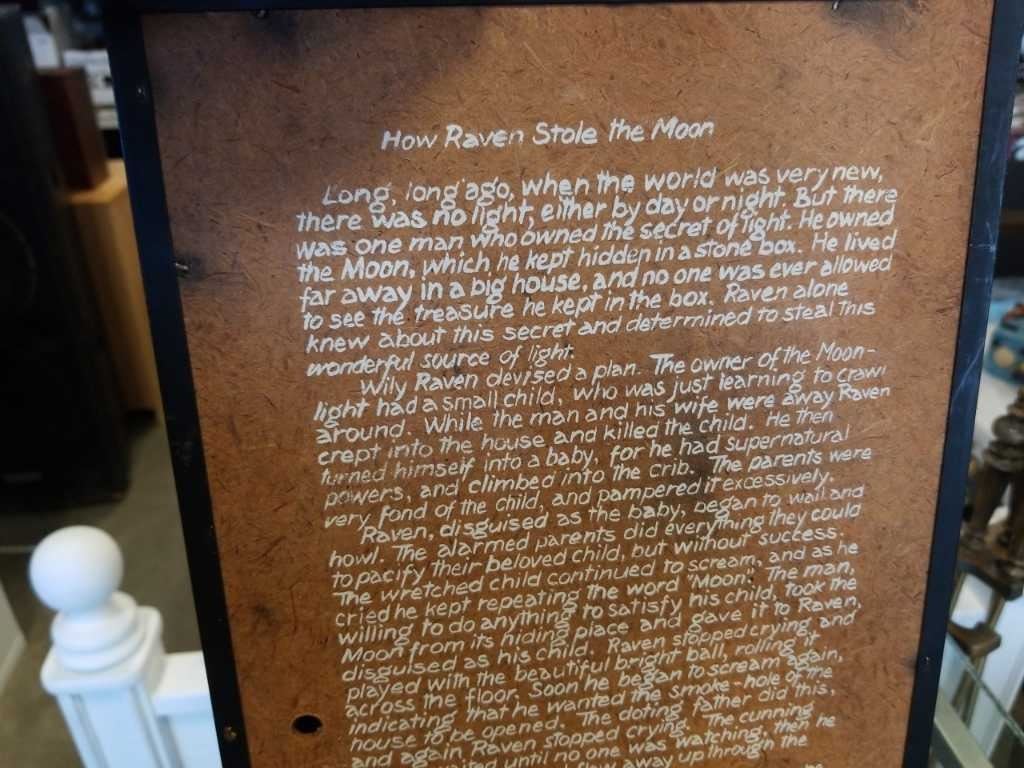 How Raven Stole the Moon
Long, long ago, when the world was very new,
there was no light, either by day or night. But there
was one man who owned the secret of light. He owned
the Moon, which he kept hidden in a stone box. He lived
far away in a big house, and no one was ever allowed
to see the treasure he kept in the box. Raven alone
knew about this secret and determined to steal this
wonderful source of light.
Wily Raven devised a plan. The owner of the Moon-
light had a small child, who was just learning to crawl
around. While the man and his wife were away Raven
crept into the house and killed the child. He then
turned himself into a baby, for he had supernatural
powers, and climbed into the crib. The parents were
very fond of the child, and pampered it excessively.
Raven, disguised as the baby, began to wail and
howl. The alarmed parents did everything they could
to pacify their beloved child, but without success.
The wretched child continued to scream, and as he
cried he kept repeating the word "Moon." The man,
willing to do anything to satisfy his child, took the
Moon from its hiding place and gave it to Raven,
disguised as his child. Raven stopped crying and
played with the beautiful bright ball, rolling it
across the floor. Soon he began to scream again,
indicating that he wanted the smoke-hole of the
house to be opened. The doting father did this,
and again Raven stopped crying. The cunning
waited until no one was watching, then he
flew away up through the